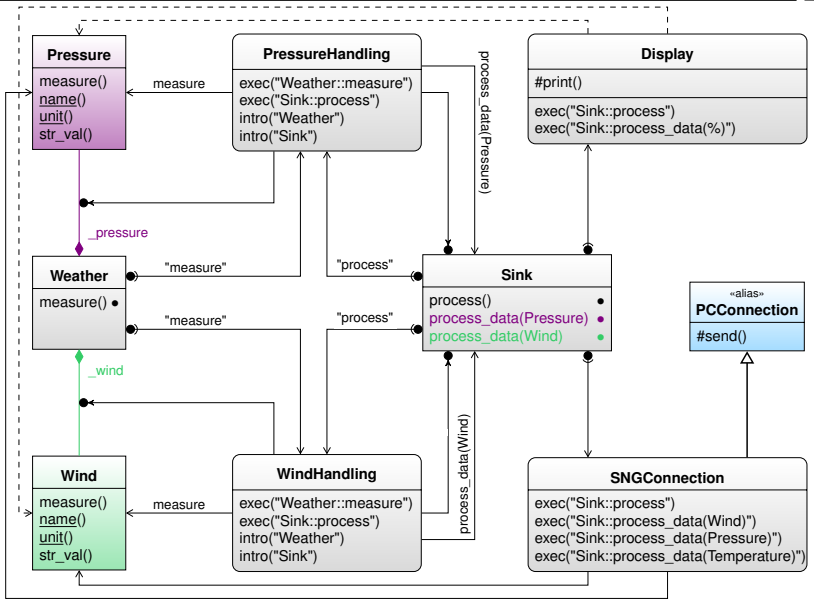 Pressure
measure()
name()
unit()
str_val()
measure
PressureHandling
exec("Weather::measure")
exec("Sink::process")
intro("Weather")
intro("Sink")
process_data(Pressure)
Display
#print()
exec("Sink::process")
exec("Sink::process_data(%)")
_pressure
Weather
measure()
"measure"
"measure"
"process"
"process"
Sink
process()
process_data(Pressure)
process_data(Wind)
«alias»
PCConnection
#send()
_wind
Wind
measure()
name()
unit()
str_val()
measure
WindHandling
exec("Weather::measure")
exec("Sink::process")
intro("Weather")
intro("Sink")
process_data(Wind)
SNGConnection
exec("Sink::process")
exec("Sink::process_data(Wind)")
exec("Sink::process_data(Pressure)")
exec("Sink::process_data(Temperature)")